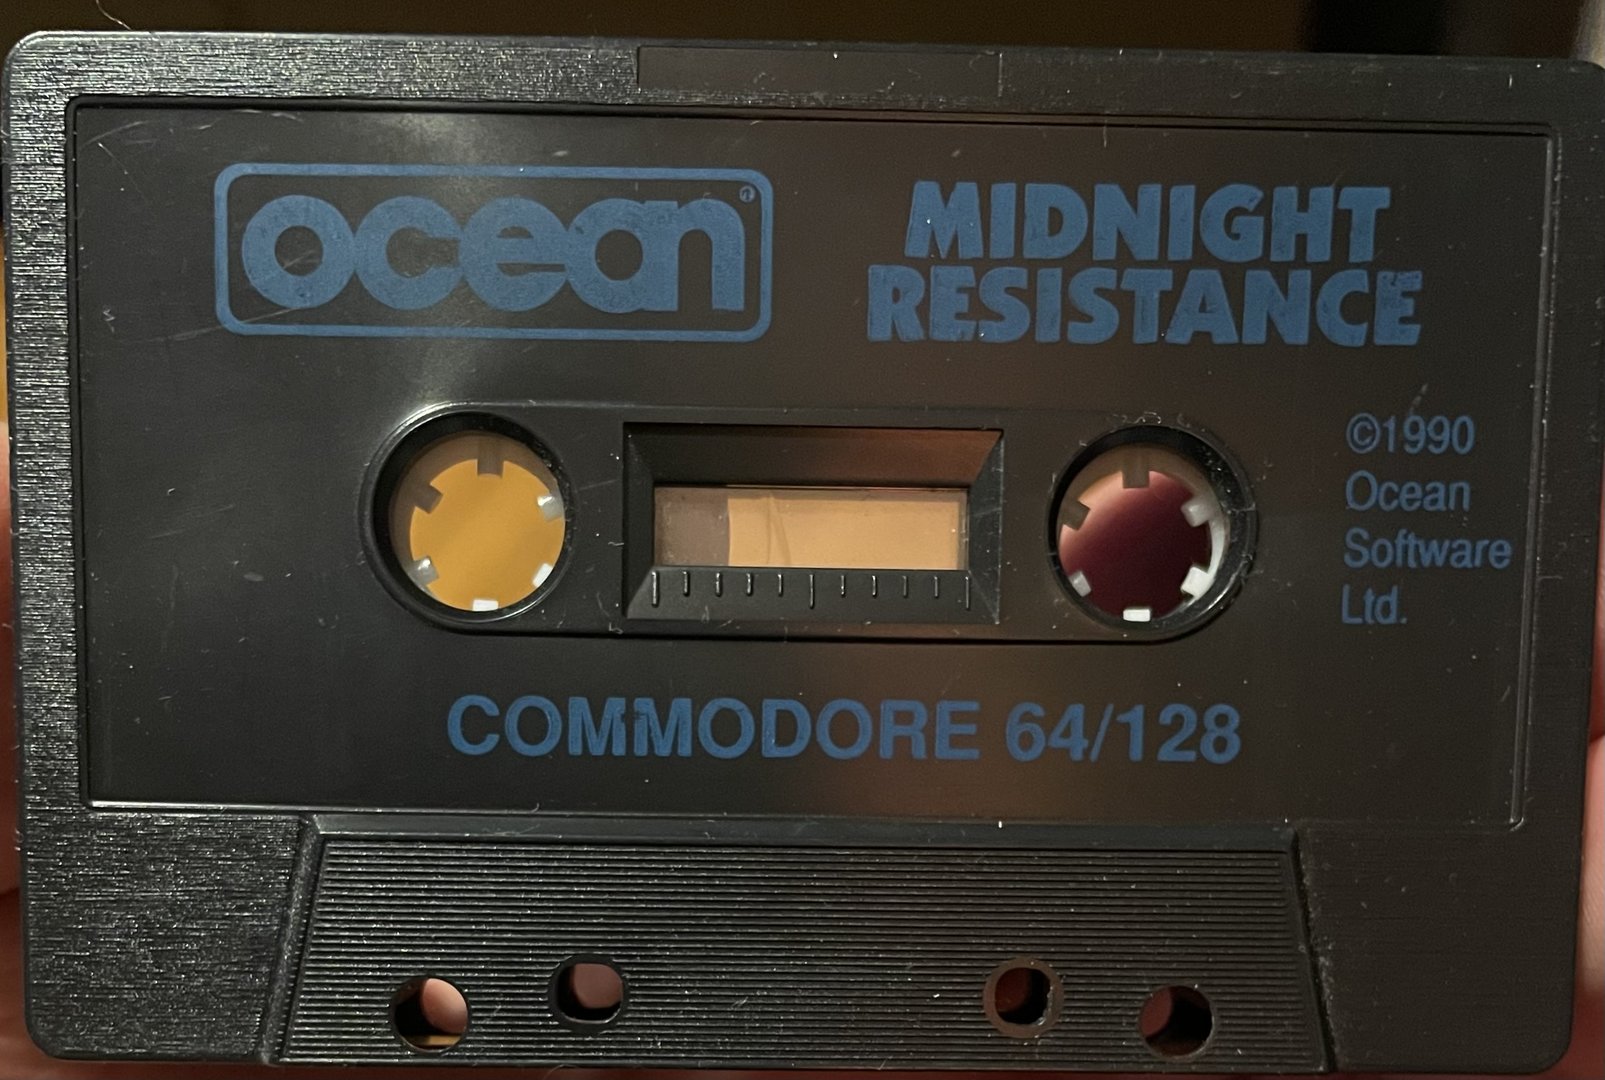 ocean®
MIDNIGHT
RESISTANCE
©1990
Ocean
Software
Ltd.
COMMODORE 64/128